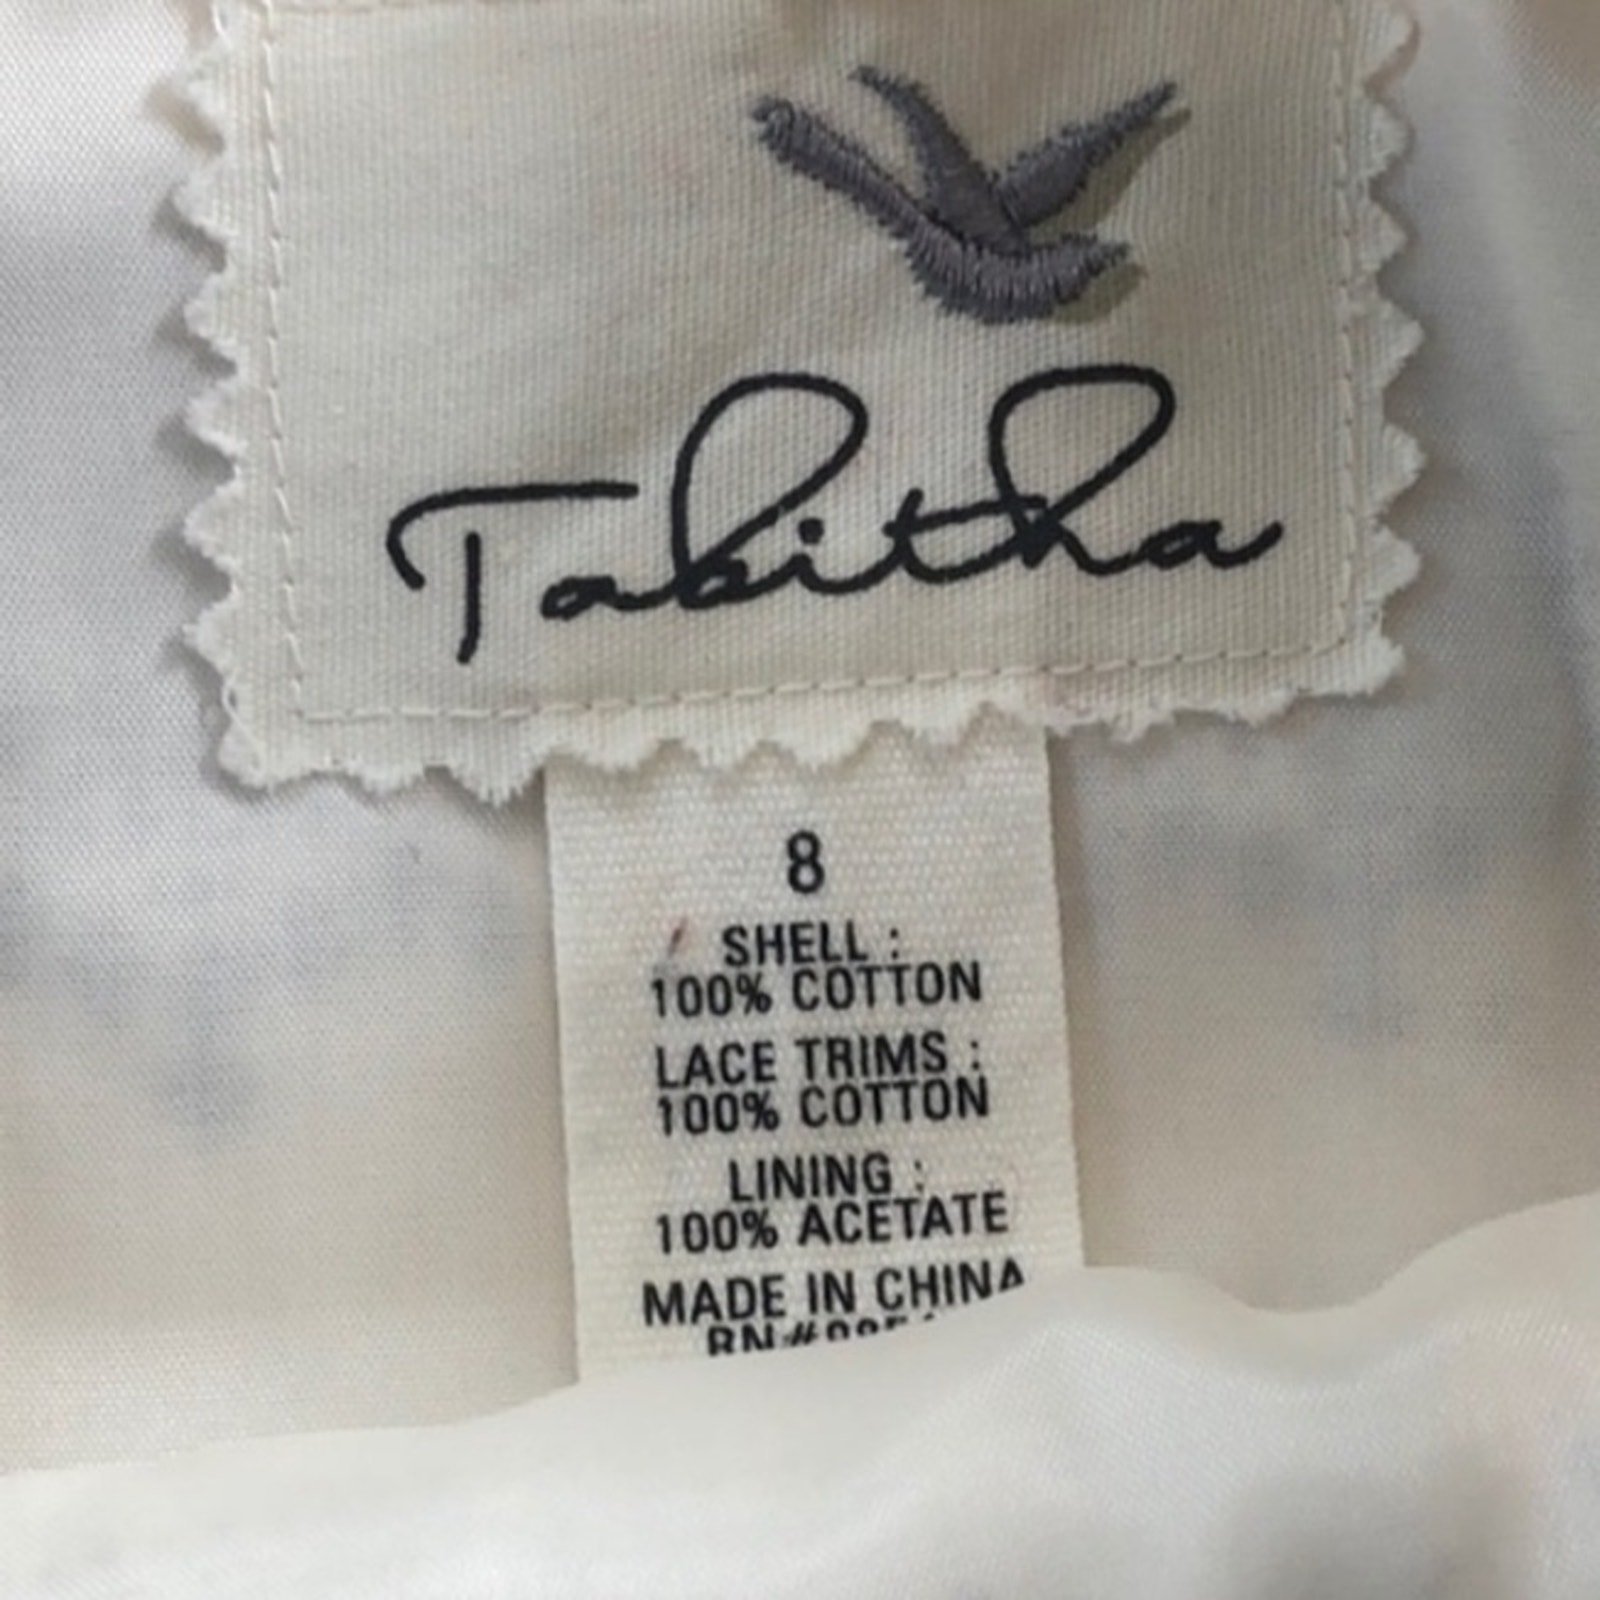 Tabitha
8
SHELL :
100% COTTON
LACE TRIMS :
100% COTTON
LINING :
100% ACETATE
MADE IN CHINA